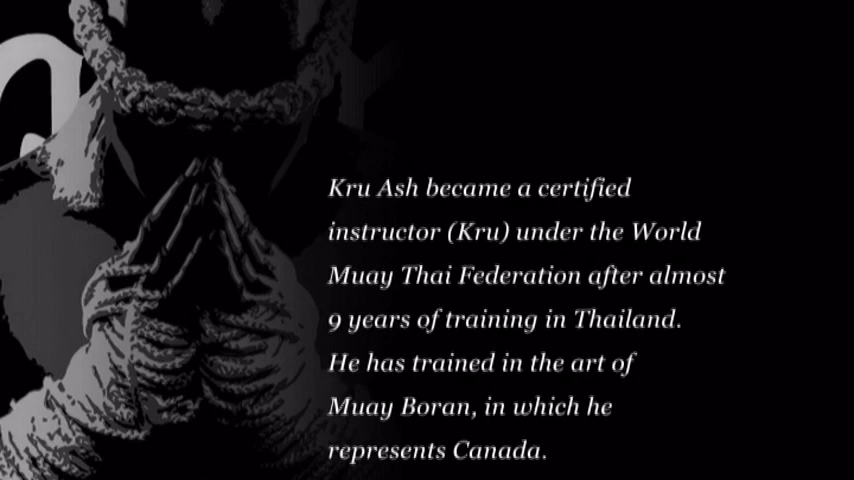 Kru Ash became a certified
instructor (Kru) under the World
Muay Thai Federation after almost
9 years of training in Thailand.
He has trained in the art of
Muay Boran, in which he
represents Canada.